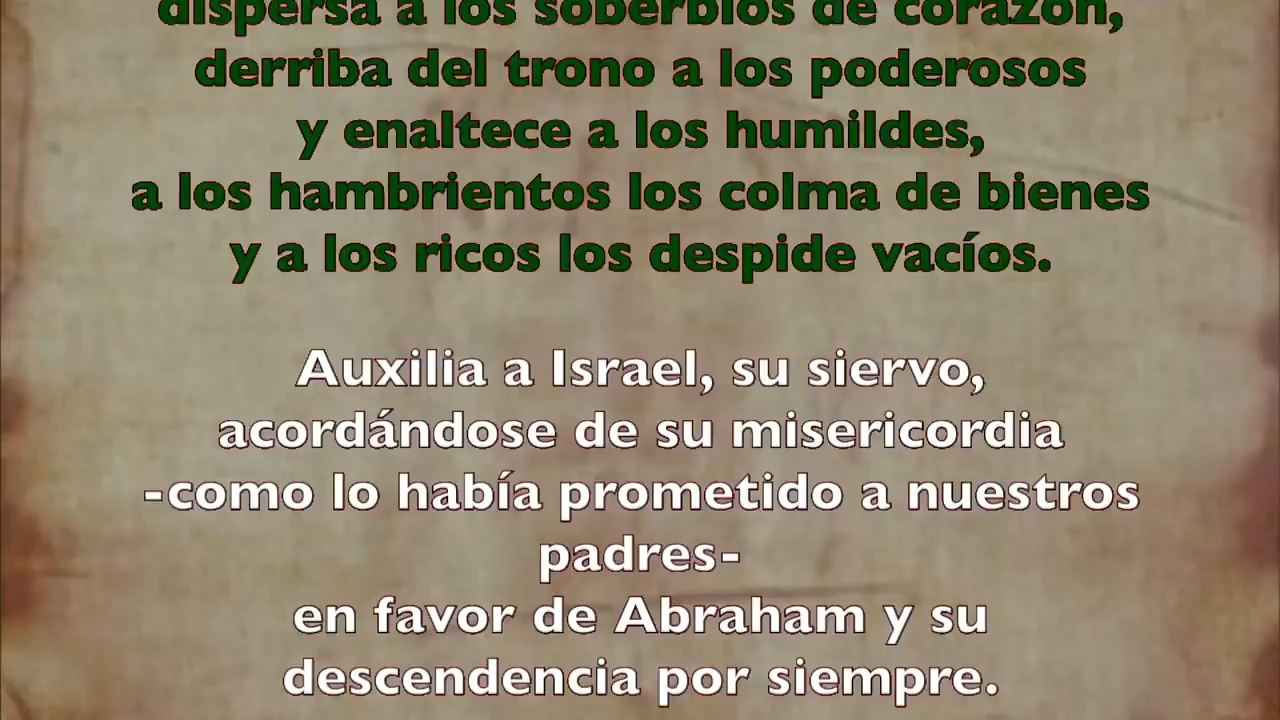 dispersa a los soberbios de corazón,
derriba del trono a los poderosos
y enaltece a los humildes,
a los hambrientos los colma de bienes
y a los ricos los despide vacíos.
Auxilia a Israel, su siervo,
acordándose de su misericordia
-como lo había prometido a nuestros
padres-
en favor de Abraham y su
descendencia por siempre.